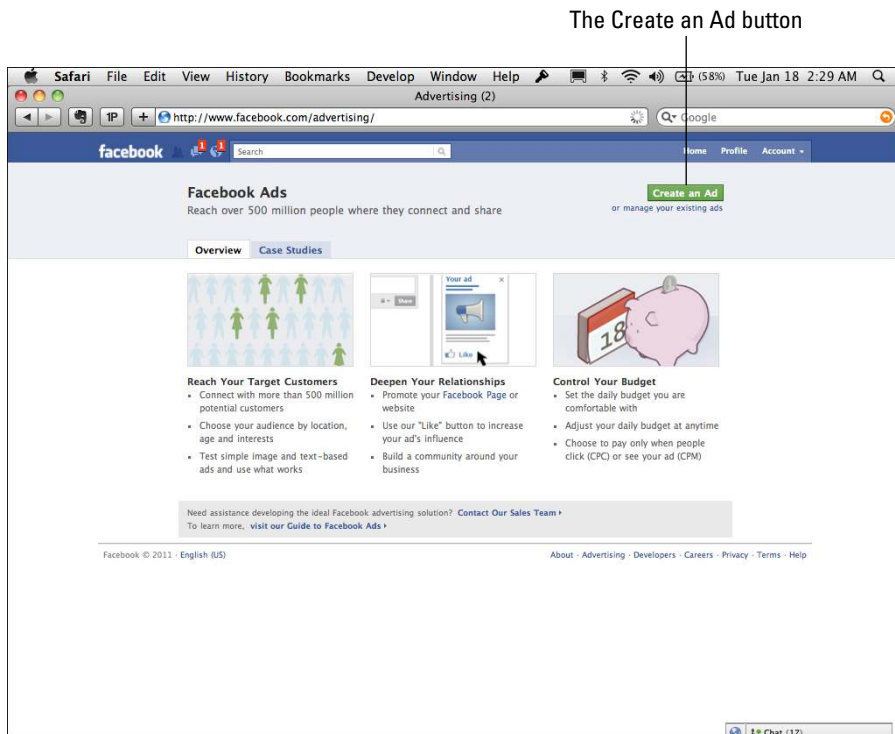 The Create an Ad button
Safari File Edit View History Bookmarks Develop Window Help (58%) Tue Jan 18 2:29 AM
Advertising (2)
1P + http://www.facebook.com/advertising/ Google
facebook 1 1 Search Home Profile Account
Facebook Ads
Reach over 500 million people where they connect and share
Create an Ad
or manage your existing ads
Overview Case Studies
Your ad
Share
Like
18
Reach Your Target Customers
▪ Connect with more than 500 million
potential customers
▪ Choose your audience by location,
age and interests
▪ Test simple image and text-based
ads and use what works
Deepen Your Relationships
▪ Promote your Facebook Page or
website
▪ Use our "Like" button to increase
your ad's influence
▪ Build a community around your
business
Control Your Budget
▪ Set the daily budget you are
comfortable with
▪ Adjust your daily budget at anytime
▪ Choose to pay only when people
click (CPC) or see your ad (CPM)
Need assistance developing the ideal Facebook advertising solution? Contact Our Sales Team
To learn more, visit our Guide to Facebook Ads
Facebook © 2011 · English (US)
About · Advertising · Developers · Careers · Privacy · Terms · Help
Chat (17)